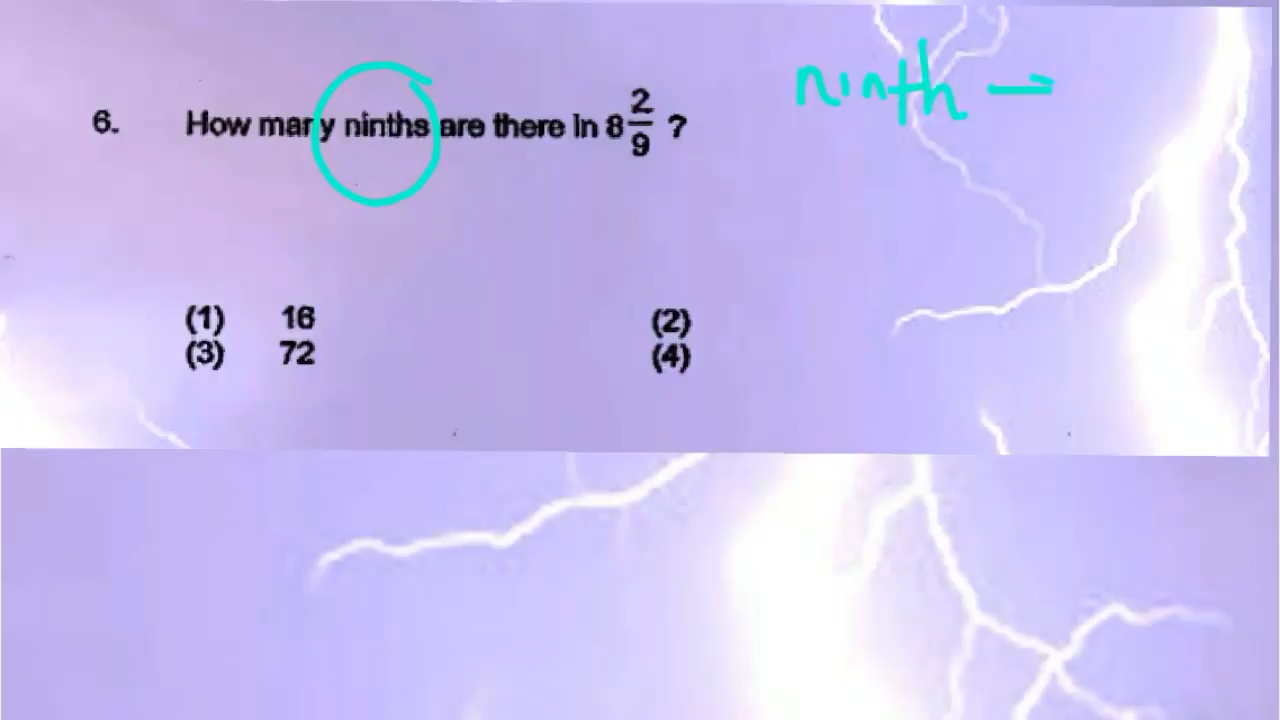 ninth –
6. How many ninths are there in 8 2/9 ?
(1) 16 (2)
(3) 72 (4)